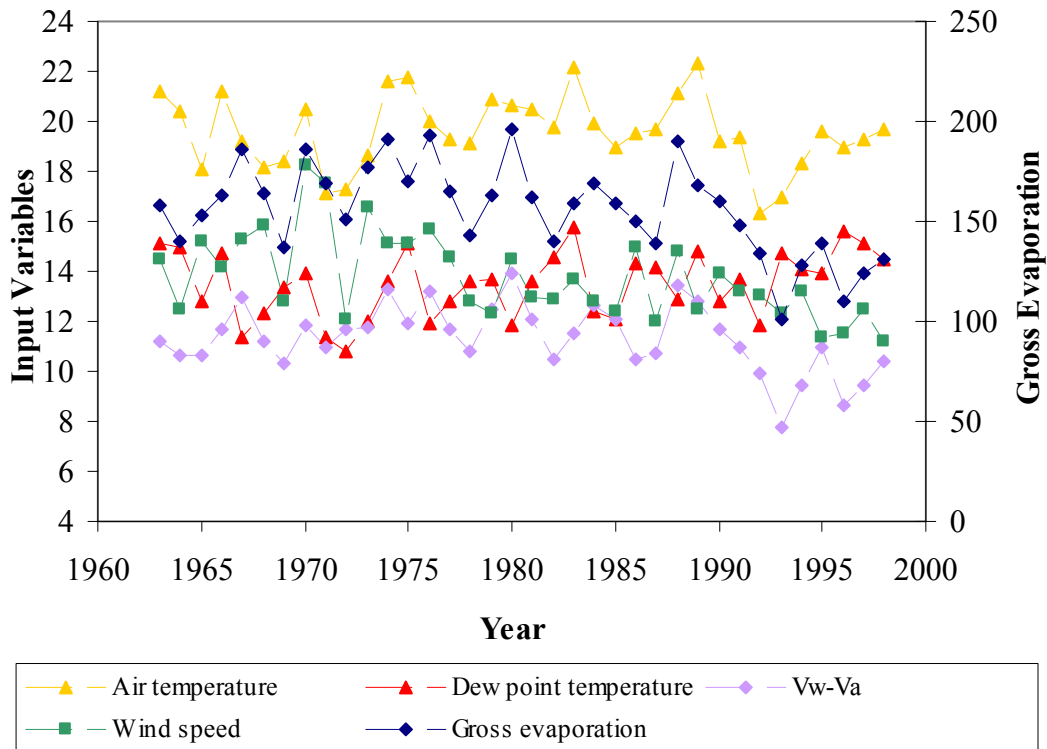 24
22
20
18
16
14
12
10
8
6
4
Input Variables
250
200
150
100
50
0
Gross Evaporation
1960 1965 1970 1975 1980 1985 1990 1995 2000
Year
Air temperature Dew point temperature Vw-Va
Wind speed Gross evaporation